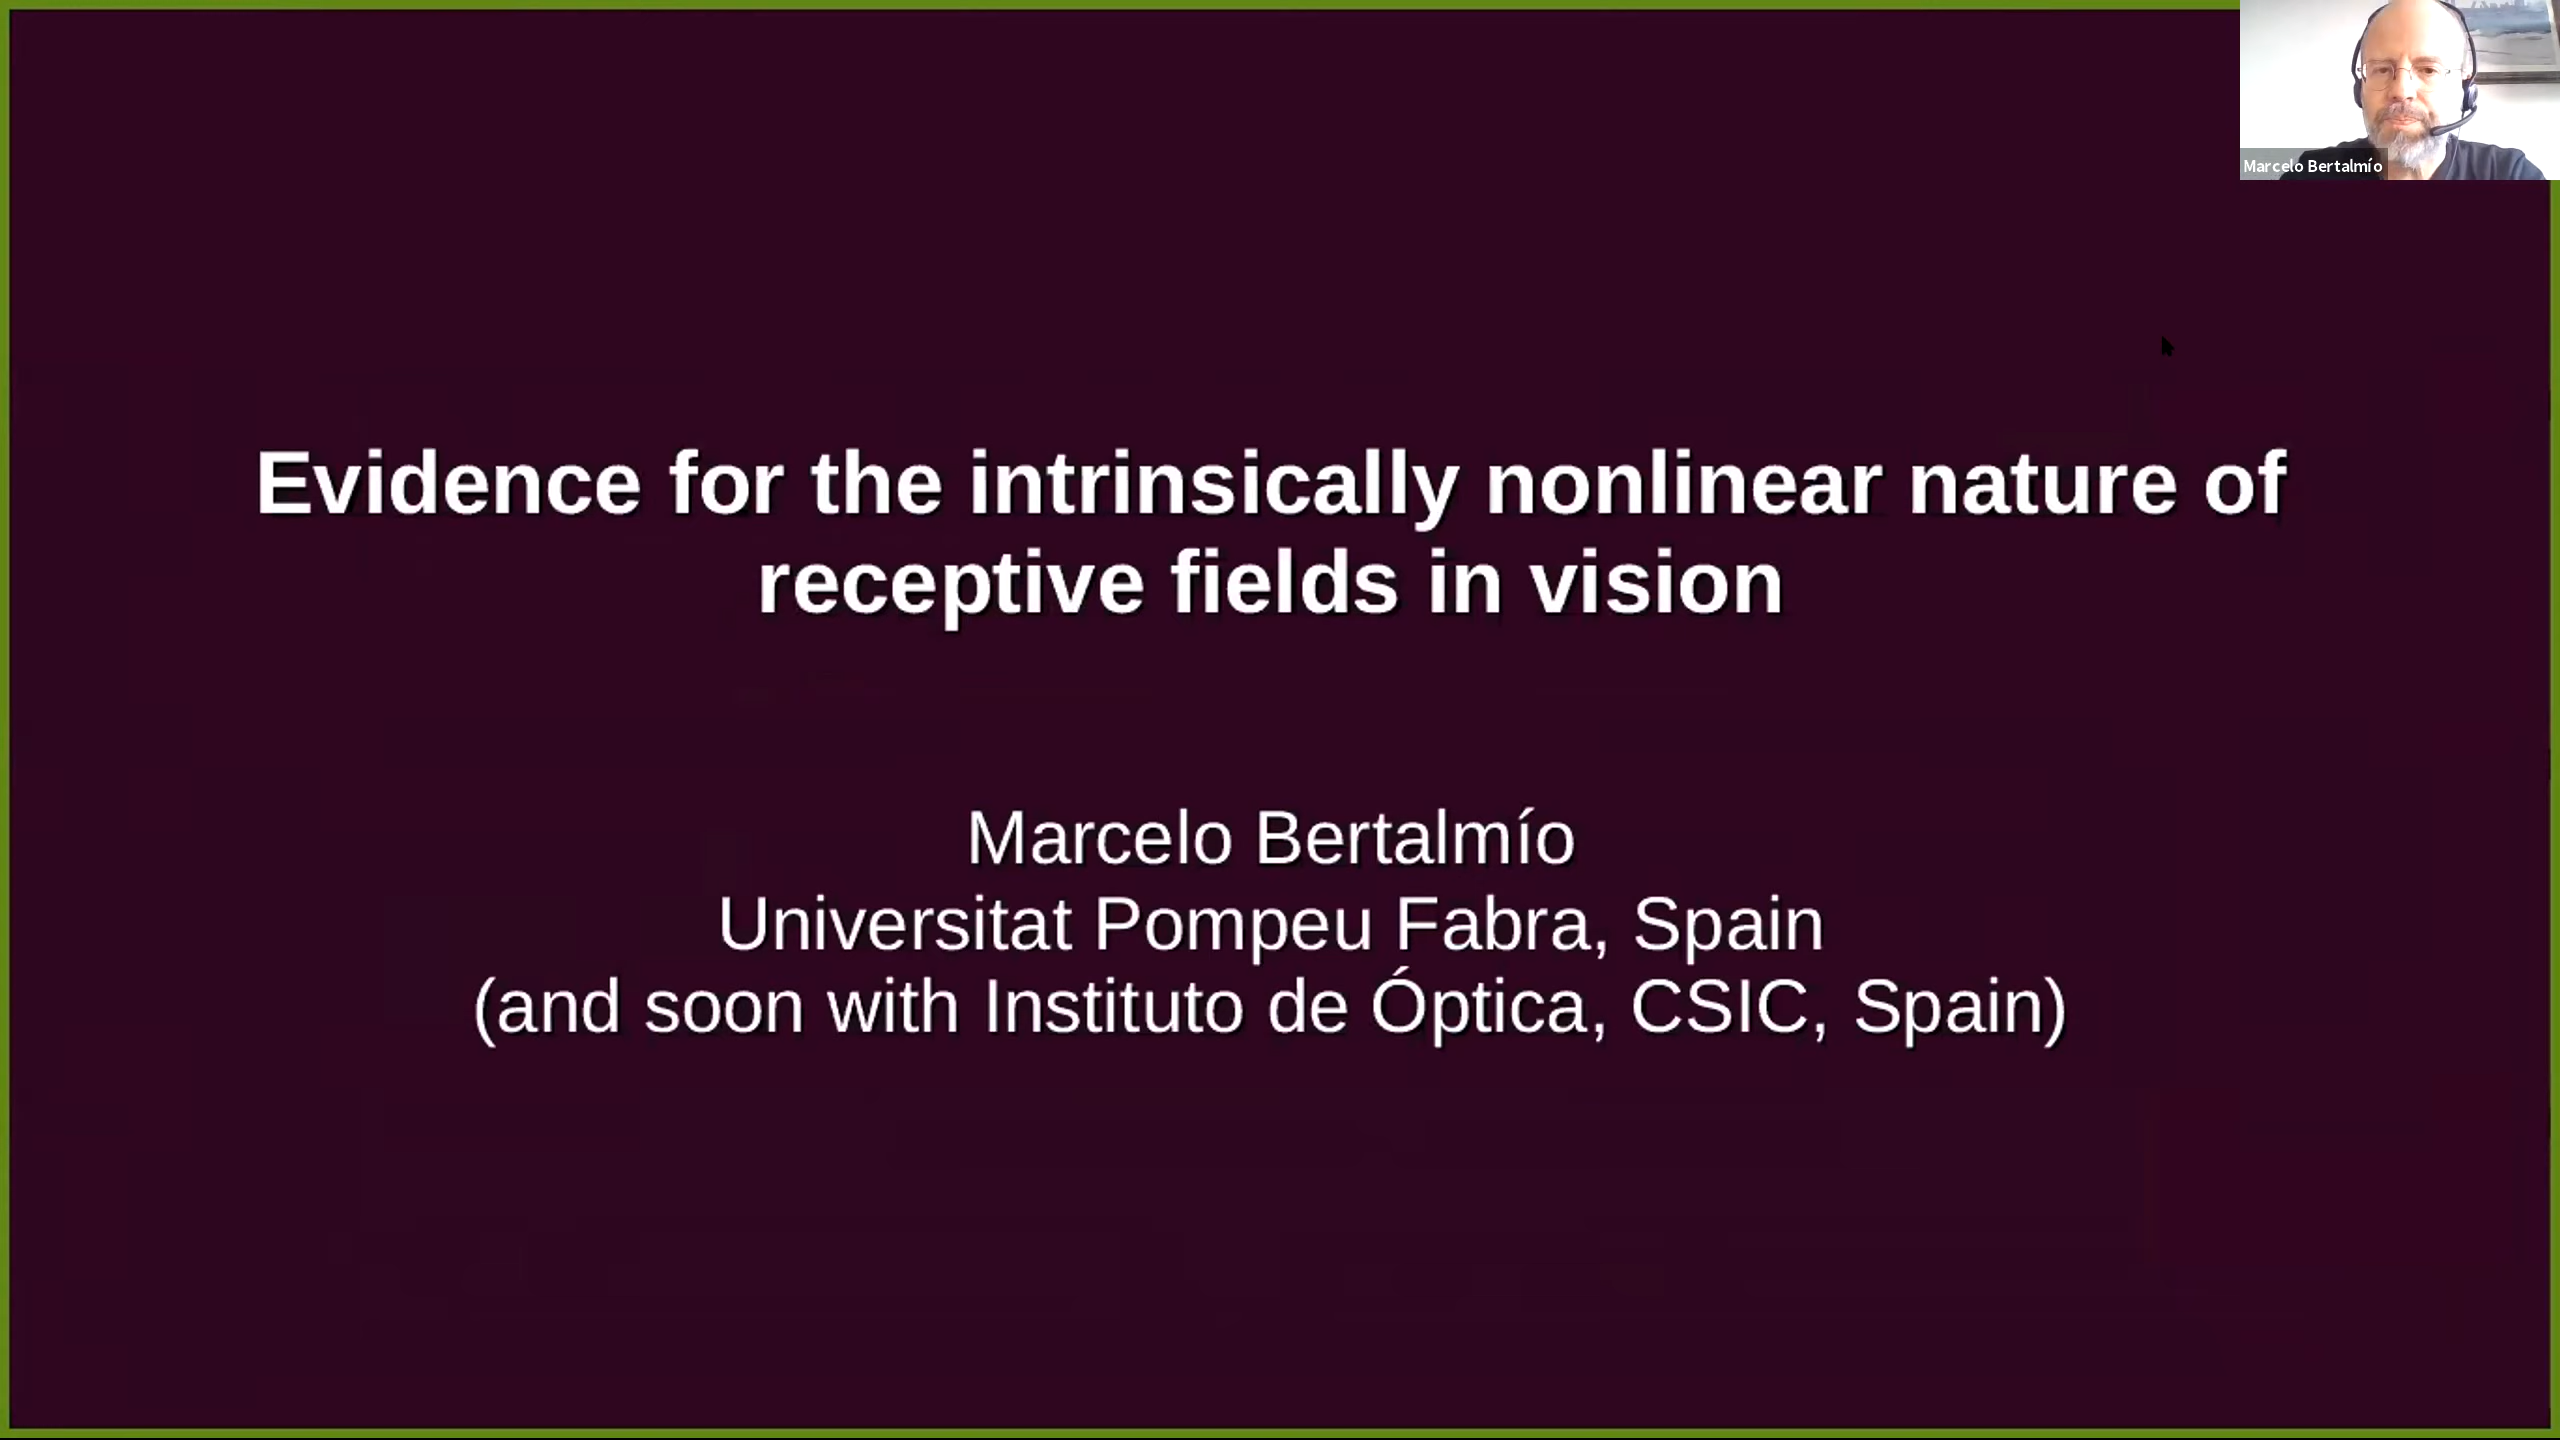 Marcelo Bertalmío
Evidence for the intrinsically nonlinear nature of
receptive fields in vision
Marcelo Bertalmío
Universitat Pompeu Fabra, Spain
(and soon with Instituto de Óptica, CSIC, Spain)